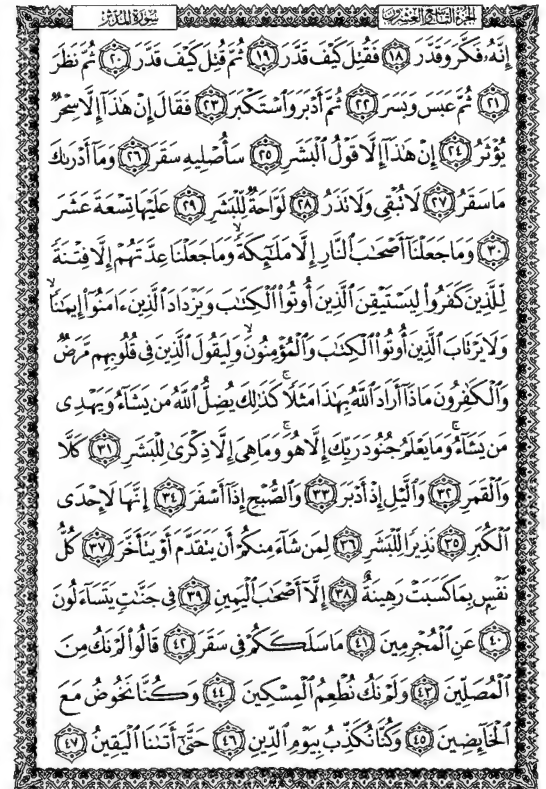 الجزء التاسع والعشرون سورة المدثر
إِنَّهُۥ فَكَّرَ وَقَدَّرَ ١٨ فَقُتِلَ كَيْفَ قَدَّرَ ١٩ ثُمَّ قُتِلَ كَيْفَ قَدَّرَ ٢٠ ثُمَّ نَظَرَ
٢١ ثُمَّ عَبَسَ وَبَسَرَ ٢٢ ثُمَّ أَدْبَرَ وَٱسْتَكْبَرَ ٢٣ فَقَالَ إِنْ هَٰذَآ إِلَّا سِحْرٌ
يُؤْثَرُ ٢٤ إِنْ هَٰذَآ إِلَّا قَوْلُ ٱلْبَشَرِ ٢٥ سَأُصْلِيهِ سَقَرَ ٢٦ وَمَآ أَدْرَىٰكَ
مَا سَقَرُ ٢٧ لَا تُبْقِى وَلَا تَذَرُ ٢٨ لَوَّاحَةٌ لِّلْبَشَرِ ٢٩ عَلَيْهَا تِسْعَةَ عَشَرَ
٣٠ وَمَا جَعَلْنَآ أَصْحَٰبَ ٱلنَّارِ إِلَّا مَلَٰٓئِكَةً ۙ وَمَا جَعَلْنَا عِدَّتَهُمْ إِلَّا فِتْنَةً
لِّلَّذِينَ كَفَرُوا۟ لِيَسْتَيْقِنَ ٱلَّذِينَ أُوتُوا۟ ٱلْكِتَٰبَ وَيَزْدَادَ ٱلَّذِينَ ءَامَنُوٓا۟ إِيمَٰنًا ۙ
وَلَا يَرْتَابَ ٱلَّذِينَ أُوتُوا۟ ٱلْكِتَٰبَ وَٱلْمُؤْمِنُونَ ۙ وَلِيَقُولَ ٱلَّذِينَ فِى قُلُوبِهِم مَّرَضٌ
وَٱلْكَٰفِرُونَ مَاذَآ أَرَادَ ٱللَّهُ بِهَٰذَا مَثَلًا ۚ كَذَٰلِكَ يُضِلُّ ٱللَّهُ مَن يَشَآءُ وَيَهْدِى
مَن يَشَآءُ ۚ وَمَا يَعْلَمُ جُنُودَ رَبِّكَ إِلَّا هُوَ ۚ وَمَا هِىَ إِلَّا ذِكْرَىٰ لِلْبَشَرِ ٣١ كَلَّا
وَٱلْقَمَرِ ٣٢ وَٱلَّيْلِ إِذْ أَدْبَرَ ٣٣ وَٱلصُّبْحِ إِذَآ أَسْفَرَ ٣٤ إِنَّهَا لَإِحْدَى
ٱلْكُبَرِ ٣٥ نَذِيرًا لِّلْبَشَرِ ٣٦ لِمَن شَآءَ مِنكُمْ أَن يَتَقَدَّمَ أَوْ يَتَأَخَّرَ ٣٧ كُلُّ
نَفْسٍۭ بِمَا كَسَبَتْ رَهِينَةٌ ٣٨ إِلَّآ أَصْحَٰبَ ٱلْيَمِينِ ٣٩ فِى جَنَّٰتٍ يَتَسَآءَلُونَ
٤٠ عَنِ ٱلْمُجْرِمِينَ ٤١ مَا سَلَكَكُمْ فِى سَقَرَ ٤٢ قَالُوا۟ لَمْ نَكُ مِنَ
ٱلْمُصَلِّينَ ٤٣ وَلَمْ نَكُ نُطْعِمُ ٱلْمِسْكِينَ ٤٤ وَكُنَّا نَخُوضُ مَعَ
ٱلْخَآئِضِينَ ٤٥ وَكُنَّا نُكَذِّبُ بِيَوْمِ ٱلدِّينِ ٤٦ حَتَّىٰٓ أَتَىٰنَا ٱلْيَقِينُ ٤٧